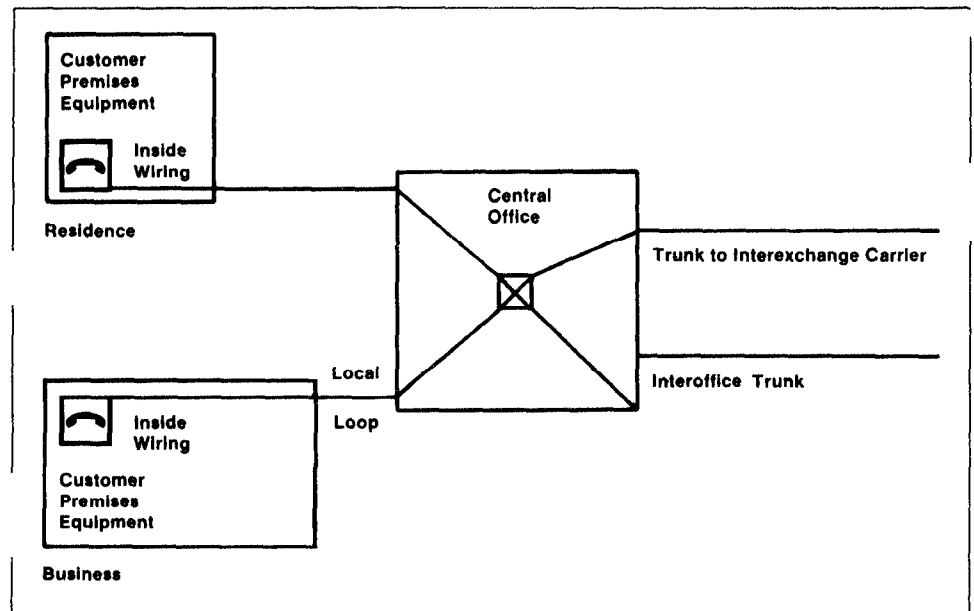 Customer
Premises
Equipment
Inside
Wiring
Residence
Central
Office
Trunk to Interexchange Carrier
Interoffice Trunk
Local
Loop
Inside
Wiring
Customer
Premises
Equipment
Business